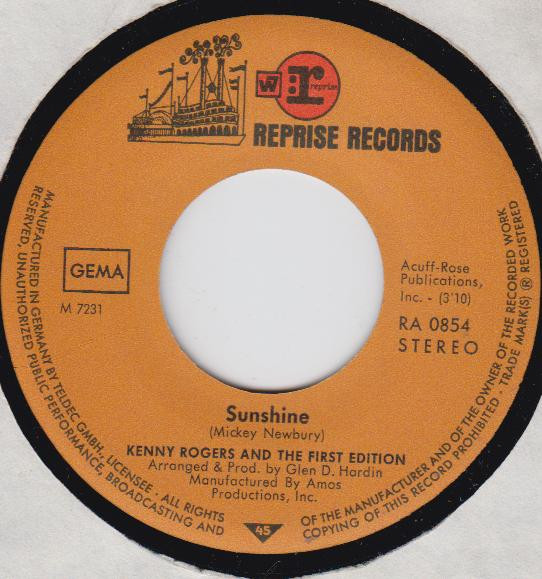 W
r
reprise
REPRISE RECORDS
GEMA
M 7231
Acuff-Rose
Publications,
Inc. - (3'10)
RA 0854
STEREO
Sunshine
(Mickey Newbury)
KENNY ROGERS AND THE FIRST EDITION
Arranged & Prod. by Glen D. Hardin
Manufactured By Amos
Productions, Inc.
45
MANUFACTURED IN GERMANY BY TELDEC GMBH., LICENSEE · ALL RIGHTS
RESERVED, UNAUTHORIZED PUBLIC PERFORMANCE, BROADCASTING AND
COPYING OF THIS RECORD PROHIBITED · TRADE MARK(S) ® REGISTERED
OF THE MANUFACTURER AND OF THE OWNER OF THE RECORDED WORK